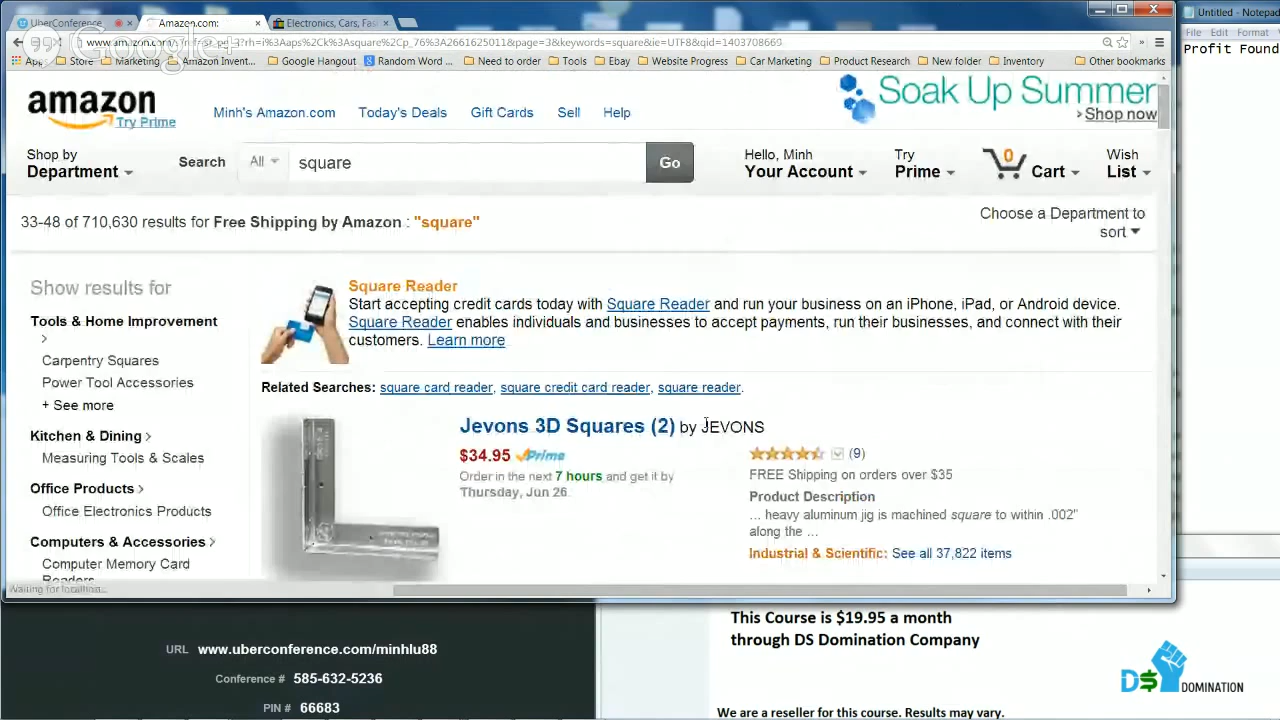 UberConference
Amazon.com:
Electronics, Cars, Fas
Untitled - Notepad
Google+
File Edit Format
Profit Found
Store
Marketing
Amazon Invent...
Google Hangout
Random Word ...
Need to order
Tools
Ebay
Website Progress
Car Marketing
Product Research
New folder
Inventory
» Other bookmarks
amazon
Try Prime
Minh's Amazon.com
Today's Deals
Gift Cards
Sell
Help
Soak Up Summer
› Shop now
Shop by
Department
Search
All
square
Go
Hello, Minh
Your Account
Try
Prime
0
Cart
Wish
List
33-48 of 710,630 results for Free Shipping by Amazon : "square"
Choose a Department to
sort
Show results for
Tools & Home Improvement
›
Carpentry Squares
Power Tool Accessories
+ See more
Kitchen & Dining ›
Measuring Tools & Scales
Office Products ›
Office Electronics Products
Computers & Accessories ›
Computer Memory Card
Readers
Square Reader
Start accepting credit cards today with Square Reader and run your business on an iPhone, iPad, or Android device.
Square Reader enables individuals and businesses to accept payments, run their businesses, and connect with their
customers. Learn more
Related Searches: square card reader, square credit card reader, square reader.
Jevons 3D Squares (2) by JEVONS
$34.95 Prime
Order in the next 7 hours and get it by
Thursday, Jun 26.
(9)
FREE Shipping on orders over $35
Product Description
... heavy aluminum jig is machined square to within .002"
along the ...
Industrial & Scientific: See all 37,822 items
Waiting for localhost...
URL www.uberconference.com/minhlu88
Conference # 585-632-5236
PIN # 66683
This Course is $19.95 a month
through DS Domination Company
D$ DOMINATION
We are a reseller for this course. Results may vary.